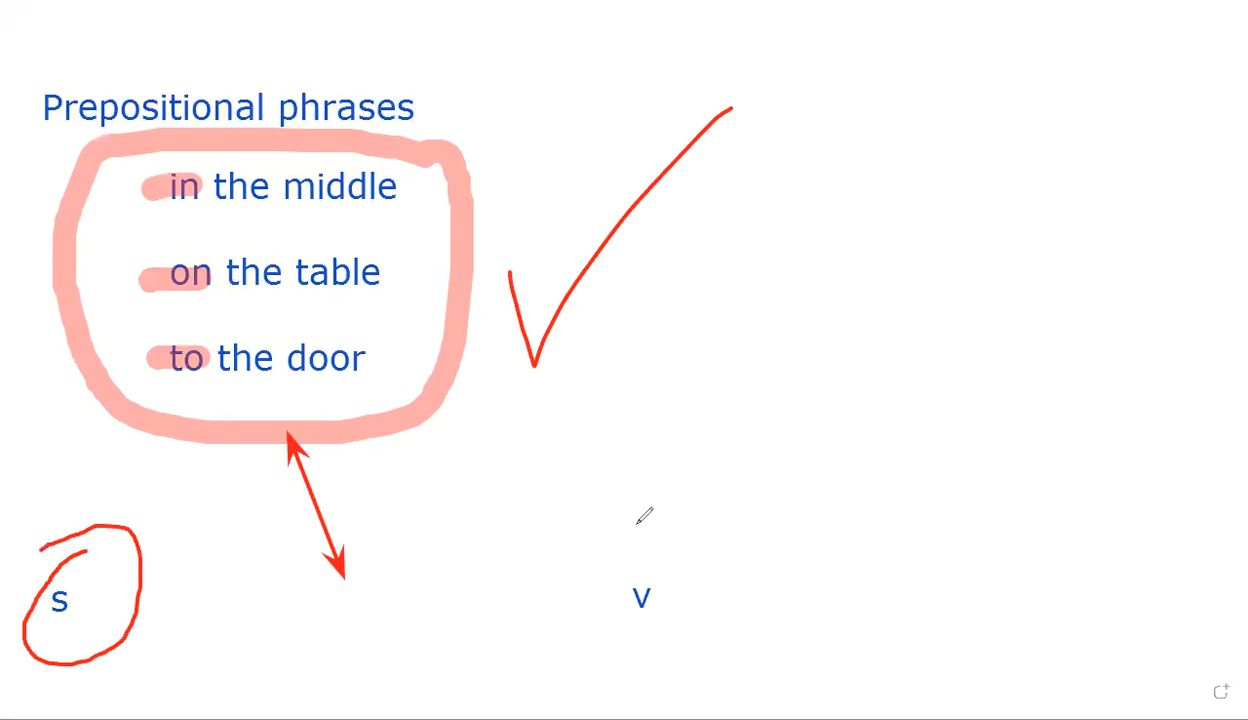 Prepositional phrases
in the middle
on the table
to the door
s v